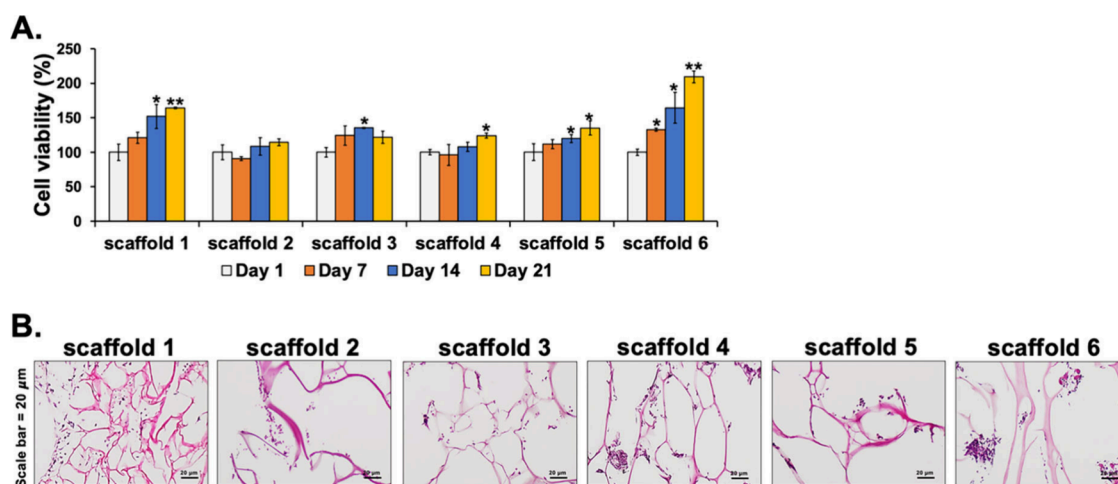 A.
Cell viability (%)
250
200
150
100
50
0
* **
*
*
* *
* * **
scaffold 1 scaffold 2 scaffold 3 scaffold 4 scaffold 5 scaffold 6
Day 1 Day 7 Day 14 Day 21
B.
scaffold 1 scaffold 2 scaffold 3 scaffold 4 scaffold 5 scaffold 6
Scale bar = 20 µm
20 µm 20 µm 20 µm 20 µm 20 µm 20 µm